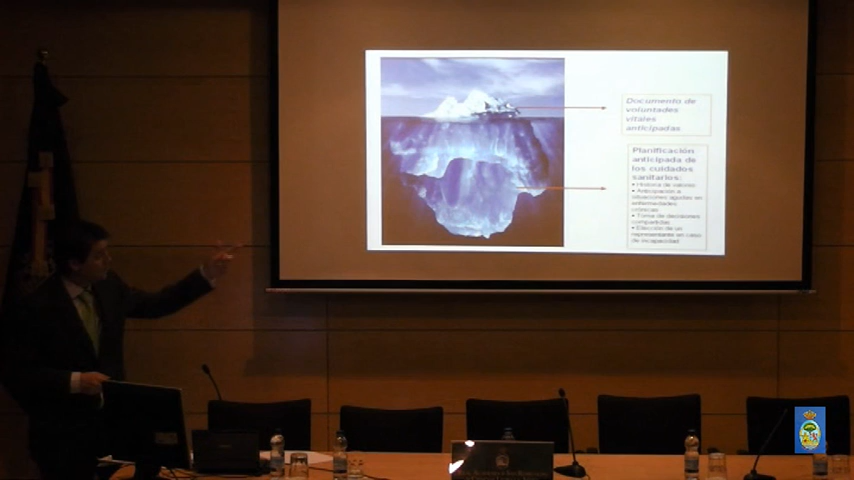 Documento de
voluntades
vitales
anticipadas
Planificación
anticipada de
los cuidados
sanitarios:
• Historia de valores
• Anticipación a
situaciones agudas en
enfermedades
crónicas
• Toma de decisiones
compartidas
• Elección de un
representante en caso
de incapacidad